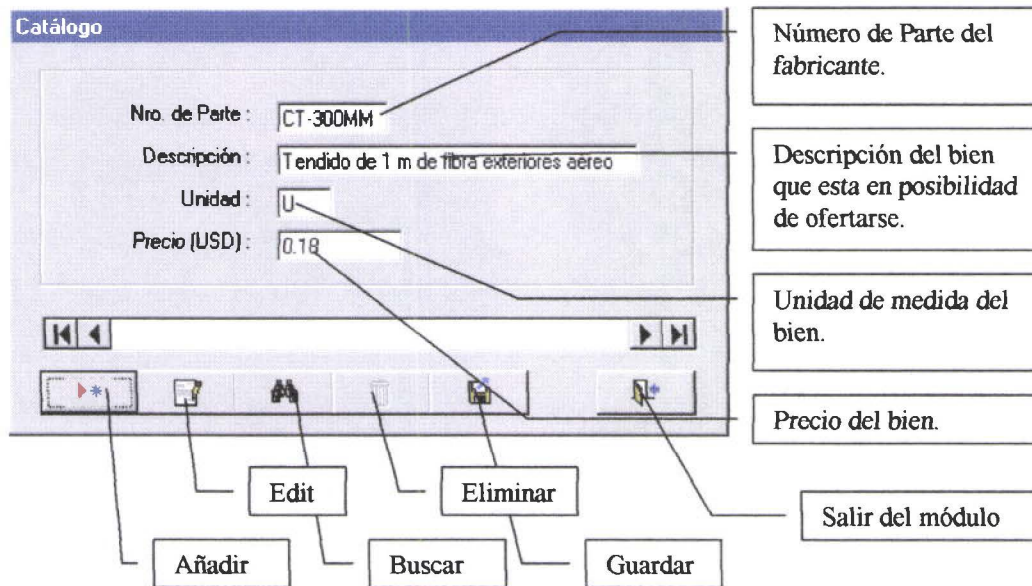 Catálogo
Nro. de Parte :
CT-300MM
Descripción :
Tendido de 1 m de fibra exteriores aéreo
Unidad :
U
Precio (USD) :
0.18
Número de Parte del
fabricante.
Descripción del bien
que esta en posibilidad
de ofertarse.
Unidad de medida del
bien.
Precio del bien.
Edit
Eliminar
Salir del módulo
Añadir
Buscar
Guardar